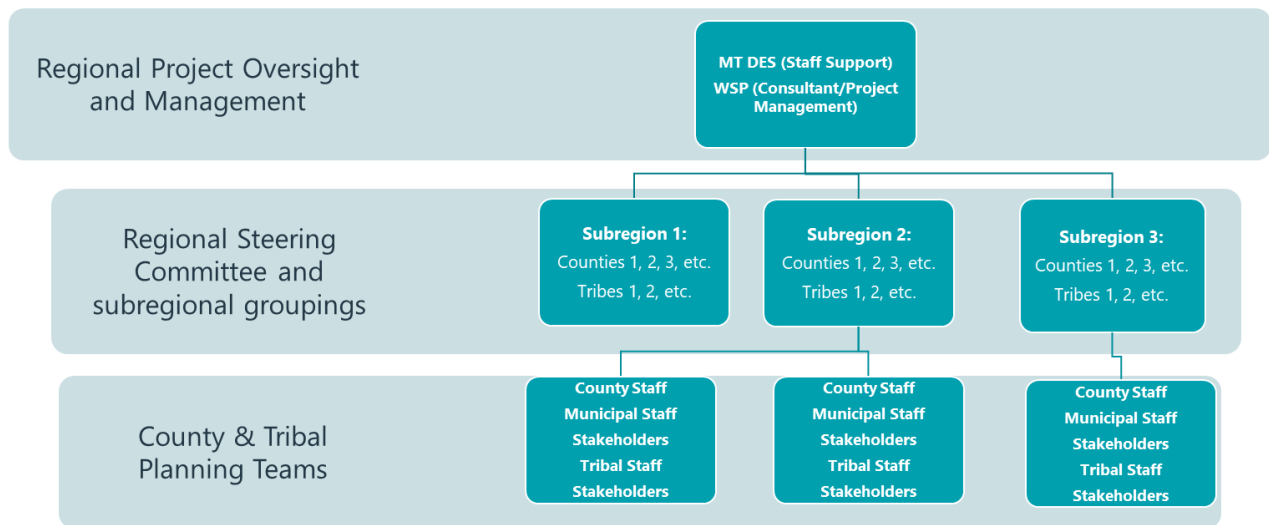 Regional Project Oversight
and Management
MT DES (Staff Support)
WSP (Consultant/Project
Management)
Regional Steering
Committee and
subregional groupings
Subregion 1:
Counties 1, 2, 3, etc.
Tribes 1, 2, etc.
Subregion 2:
Counties 1, 2, 3, etc.
Tribes 1, 2, etc.
Subregion 3:
Counties 1, 2, 3, etc.
Tribes 1, 2, etc.
County & Tribal
Planning Teams
County Staff
Municipal Staff
Stakeholders
Tribal Staff
Stakeholders
County Staff
Municipal Staff
Stakeholders
Tribal Staff
Stakeholders
County Staff
Municipal Staff
Stakeholders
Tribal Staff
Stakeholders